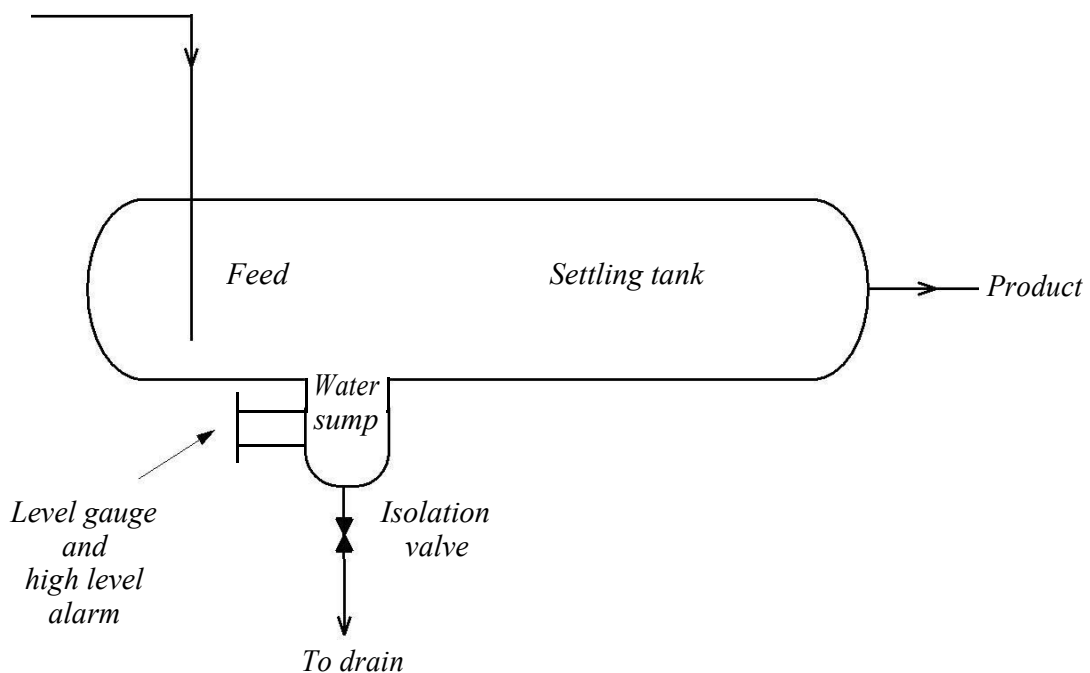 Feed
Settling tank
Product
Water
sump
Level gauge
and
high level
alarm
Isolation
valve
To drain